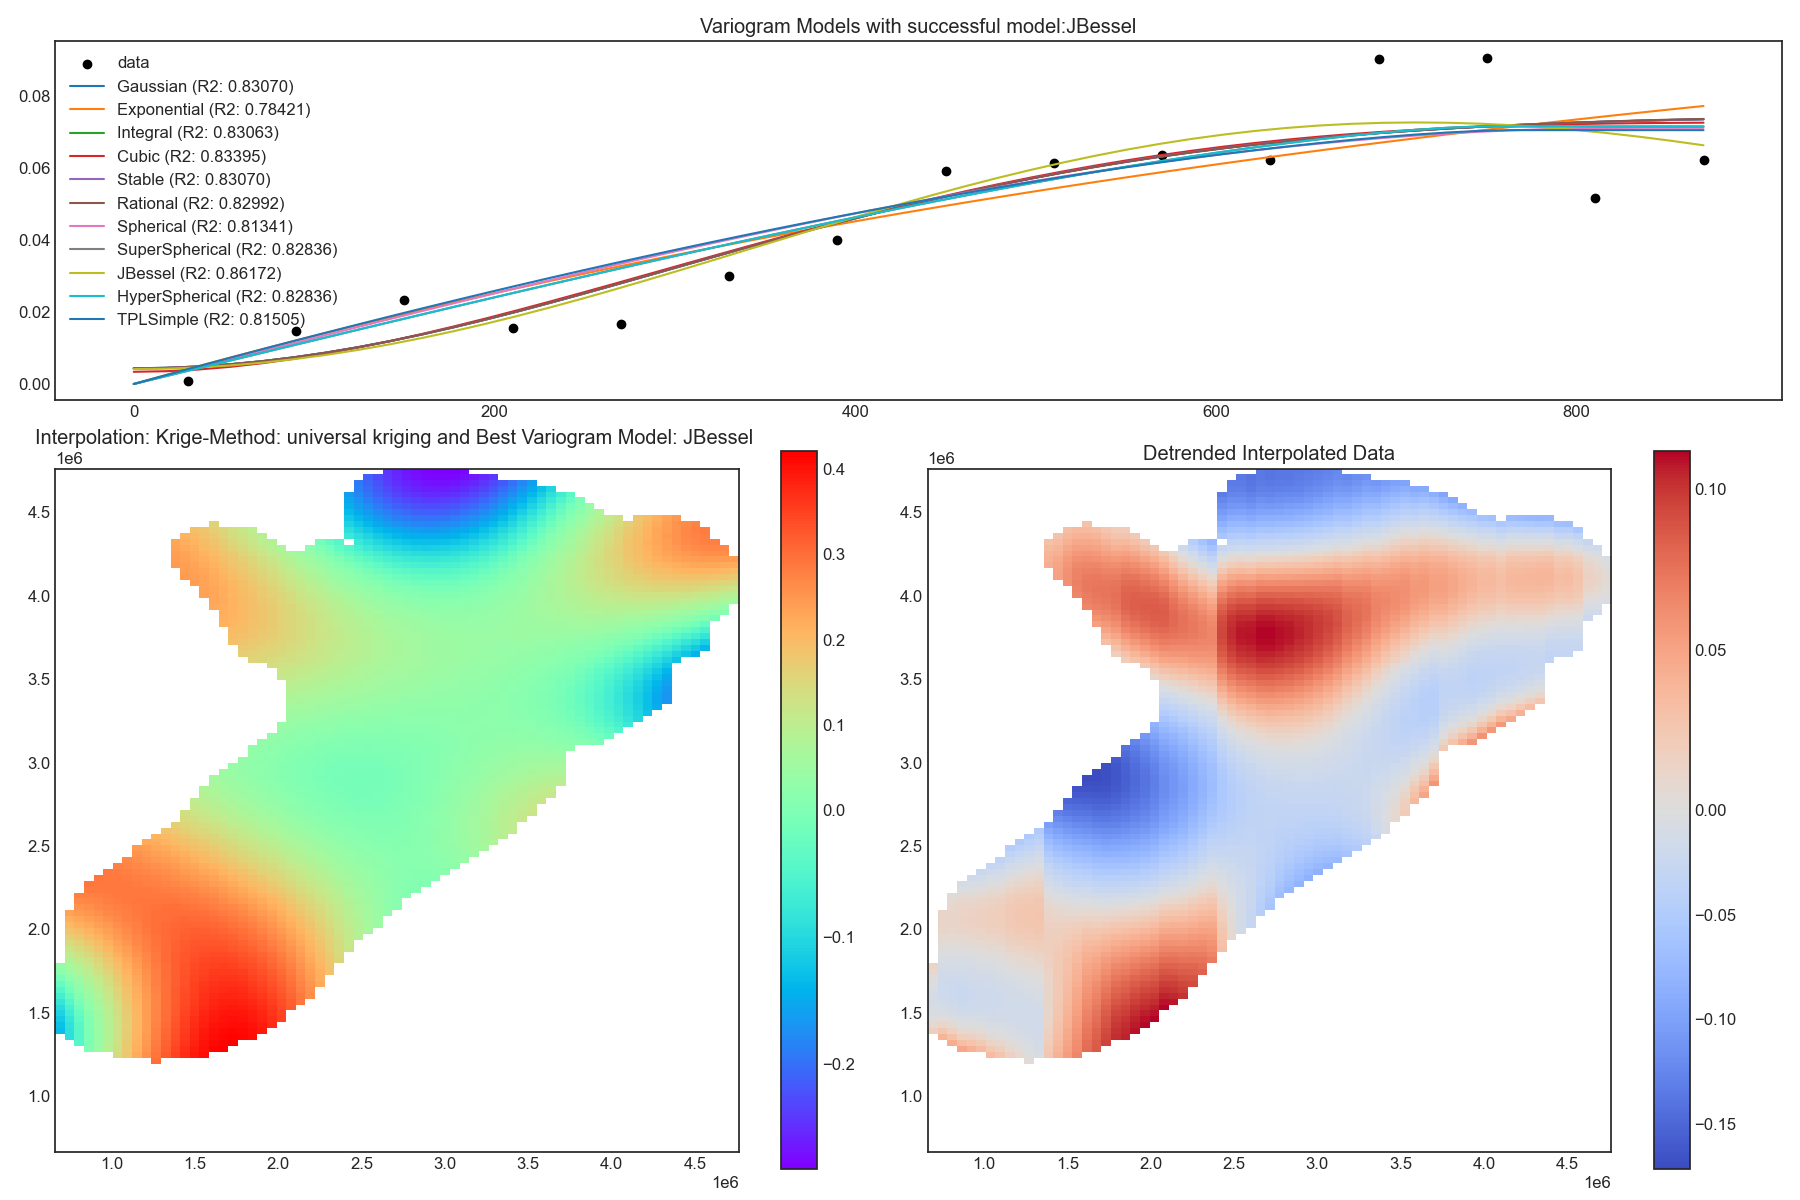 Variogram Models with successful model:JBessel
data
Gaussian (R2: 0.83070)
Exponential (R2: 0.78421)
Integral (R2: 0.83063)
Cubic (R2: 0.83395)
Stable (R2: 0.83070)
Rational (R2: 0.82992)
Spherical (R2: 0.81341)
SuperSpherical (R2: 0.82836)
JBessel (R2: 0.86172)
HyperSpherical (R2: 0.82836)
TPLSimple (R2: 0.81505)
0.08
0.06
0.04
0.02
0.00
0 200 400 600 800
Interpolation: Krige-Method: universal kriging and Best Variogram Model: JBessel
1e6
4.5
4.0
3.5
3.0
2.5
2.0
1.5
1.0
1.0 1.5 2.0 2.5 3.0 3.5 4.0 4.5
1e6
0.4
0.3
0.2
0.1
0.0
−0.1
−0.2
Detrended Interpolated Data
1e6
4.5
4.0
3.5
3.0
2.5
2.0
1.5
1.0
1.0 1.5 2.0 2.5 3.0 3.5 4.0 4.5
1e6
0.10
0.05
0.00
−0.05
−0.10
−0.15